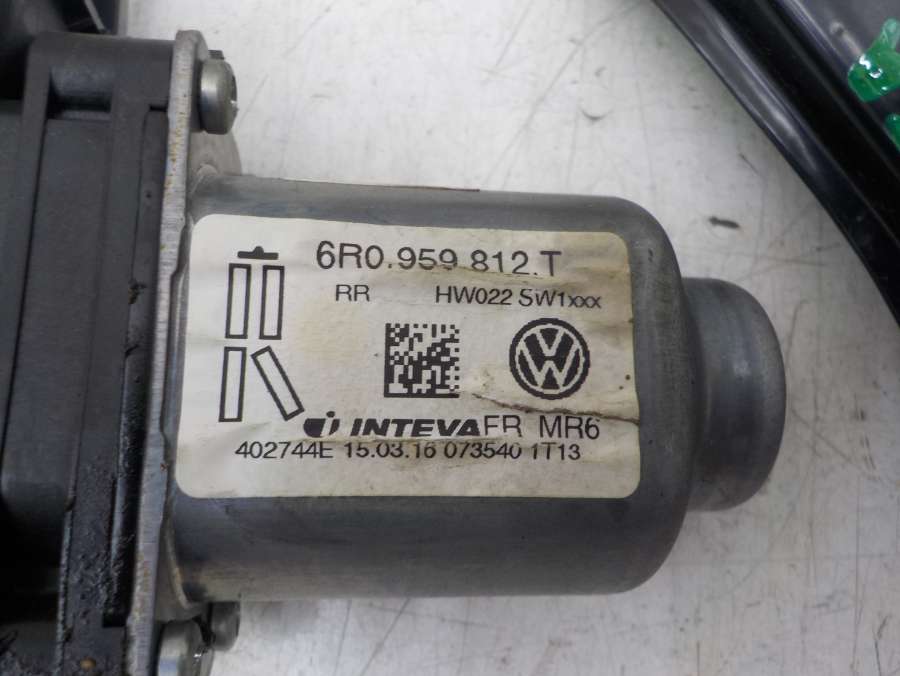 6R0.959 812.T
RR HW022 SW1xxx
INTEVA FR MR6
402744E 15.03.16 073540 1T13